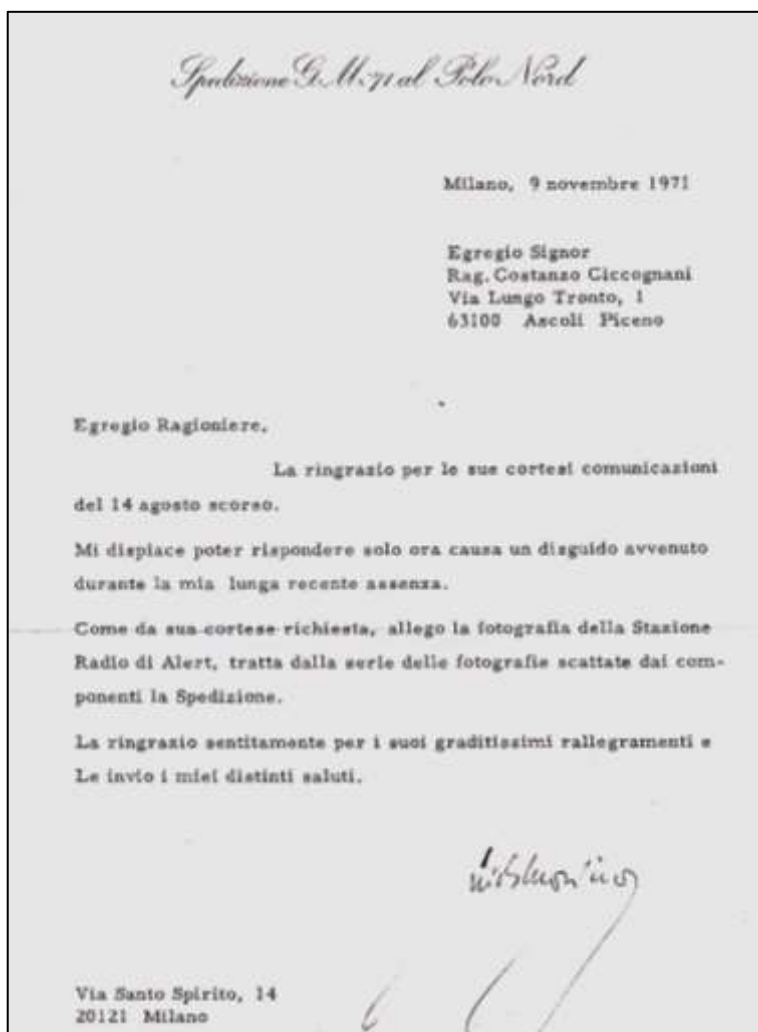 Spedizione G.M.71 al Polo Nord
Milano, 9 novembre 1971
Egregio Signor
Rag. Costanzo Ciccognani
Via Lungo Tronto, 1
63100 Ascoli Piceno
Egregio Ragioniere,
La ringrazio per le sue cortesi comunicazioni
del 14 agosto scorso.
Mi dispiace poter rispondere solo ora causa un disguido avvenuto
durante la mia lunga recente assenza.
Come da sua cortese richiesta, allego la fotografia della Stazione
Radio di Alert, tratta dalla serie delle fotografie scattate dai com-
ponenti la Spedizione.
La ringrazio sentitamente per i suoi graditissimi rallegramenti e
Le invio i miei distinti saluti.
Via Santo Spirito, 14
20121 Milano